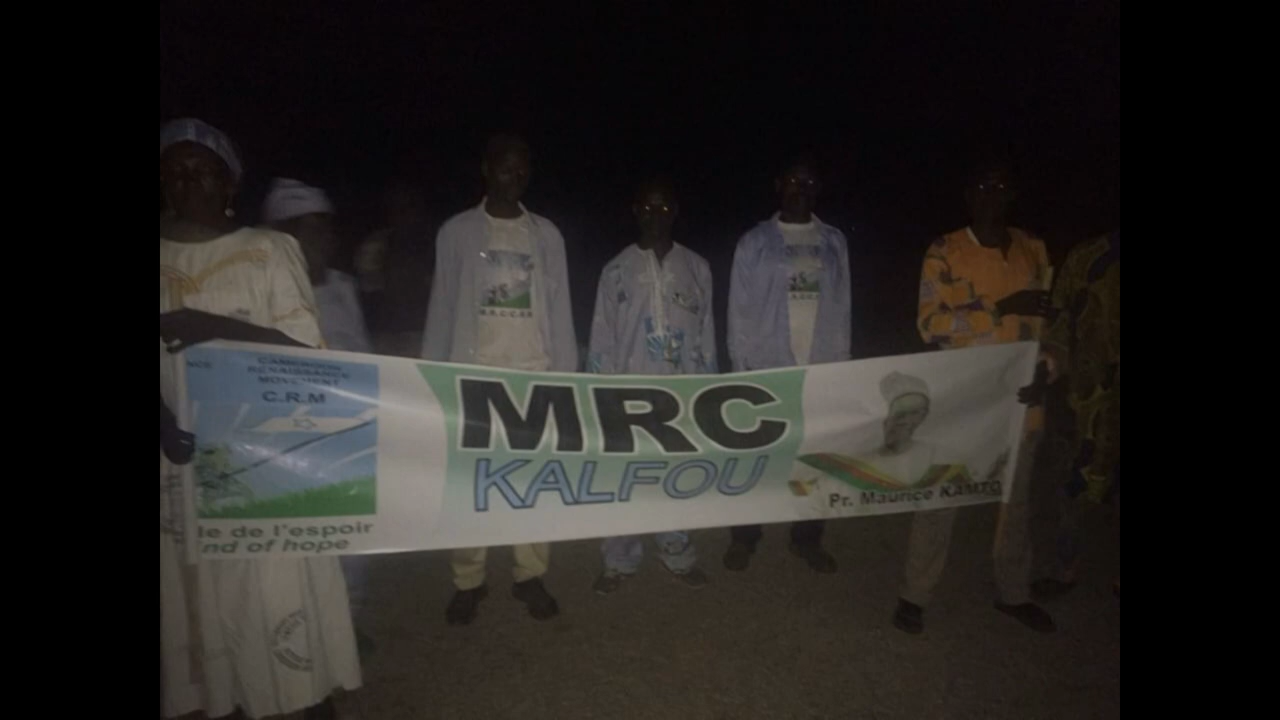 CAMEROON
RENAISSANCE
MOVEMENT
C.R.M
le de l'espoir
nd of hope
MRC
KALFOU
Pr. Maurice KAMTO